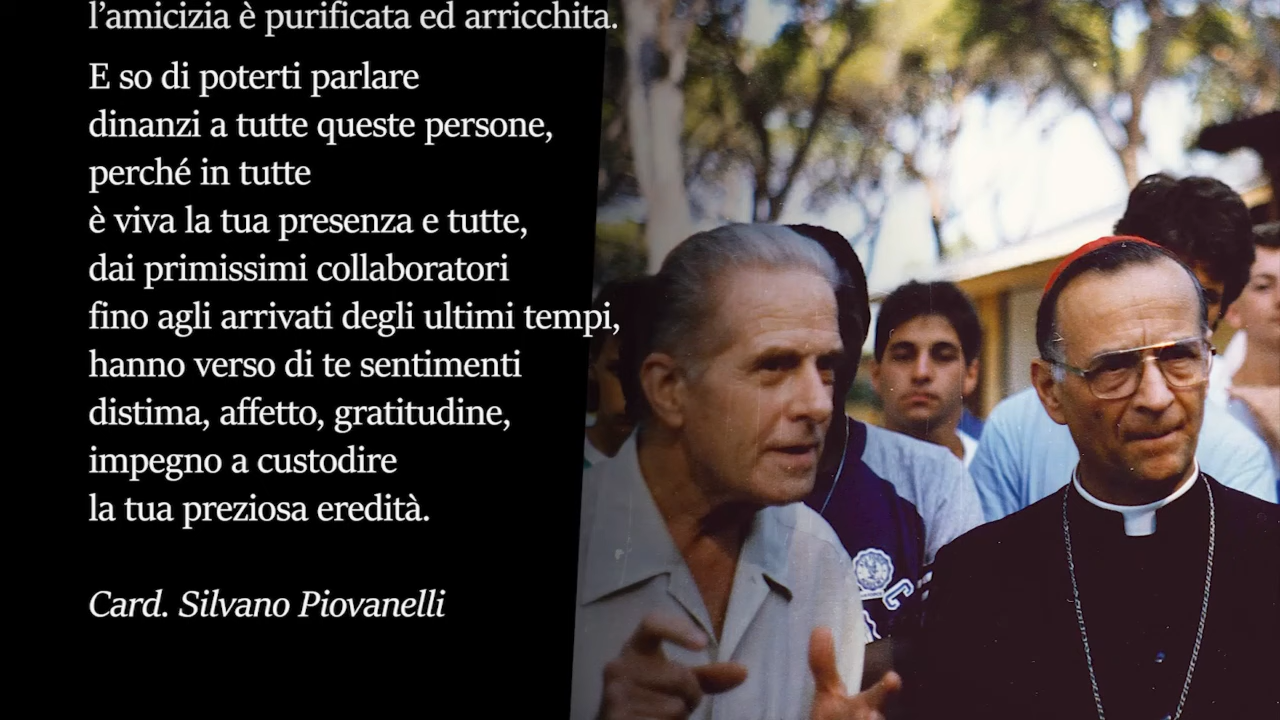 l’amicizia è purificata ed arricchita.
E so di poterti parlare
dinanzi a tutte queste persone,
perché in tutte
è viva la tua presenza e tutte,
dai primissimi collaboratori
fino agli arrivati degli ultimi tempi,
hanno verso di te sentimenti
distima, affetto, gratitudine,
impegno a custodire
la tua preziosa eredità.
Card. Silvano Piovanelli
C